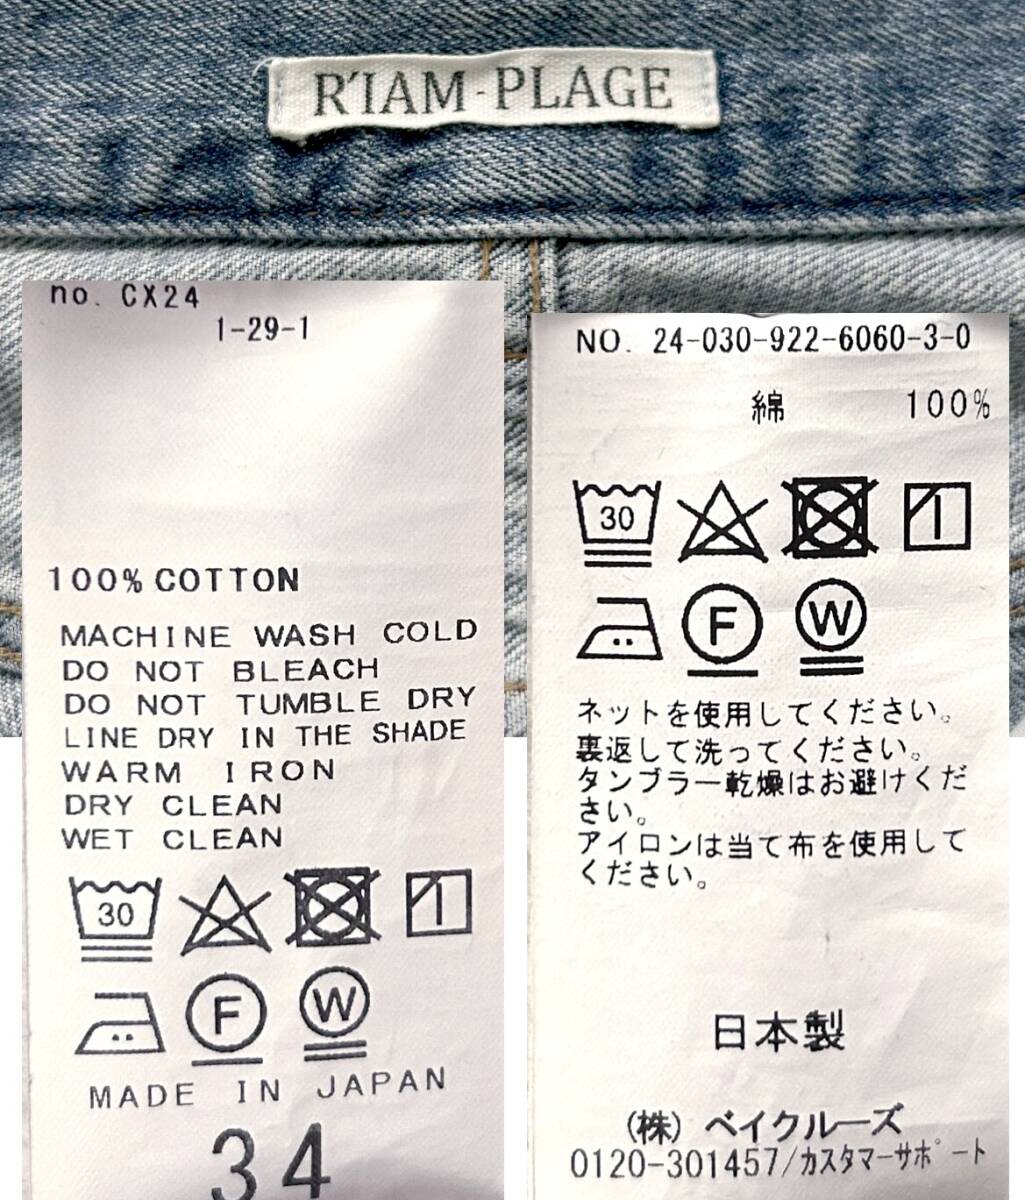 R'IAM-PLAGE
no. CX24
1-29-1
100% COTTON
MACHINE WASH COLD
DO NOT BLEACH
DO NOT TUMBLE DRY
LINE DRY IN THE SHADE
WARM IRON
DRY CLEAN
WET CLEAN
30
F W
MADE IN JAPAN
34
NO. 24-030-922-6060-3-0
綿 100%
30
F W
ネットを使用してください。
裏返して洗ってください。
タンブラー乾燥はお避けくだ
さい。
アイロンは当て布を使用して
ください。
日本製
(株) ベイクルーズ
0120-301457/カスタマーサポート